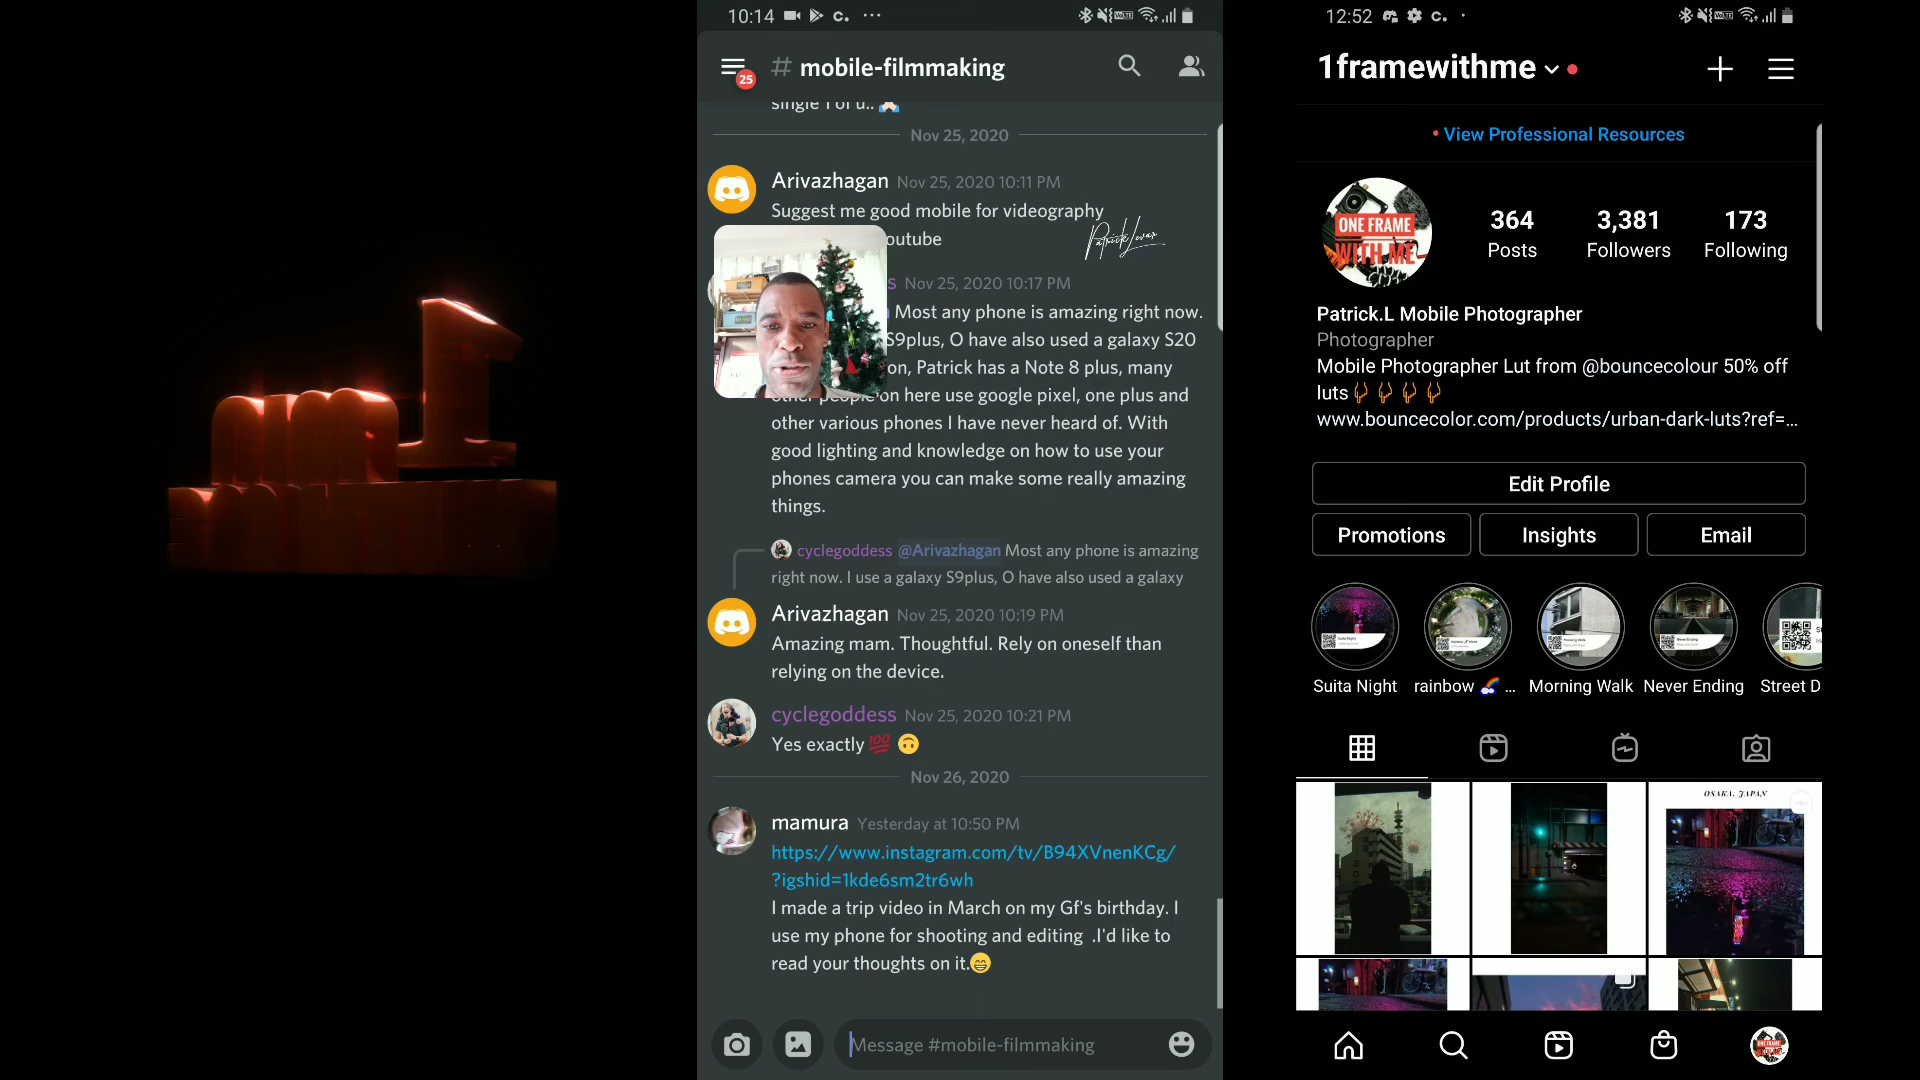 10:14
25
# mobile-filmmaking
single 1 of u..
Nov 25, 2020
Arivazhagan Nov 25, 2020 10:11 PM
Suggest me good mobile for videography
outube
PatrickLevar
s Nov 25, 2020 10:17 PM
Most any phone is amazing right now.
S9plus, O have also used a galaxy S20
on, Patrick has a Note 8 plus, many
other people on here use google pixel, one plus and
other various phones I have never heard of. With
good lighting and knowledge on how to use your
phones camera you can make some really amazing
things.
cyclegoddess @Arivazhagan Most any phone is amazing
right now. I use a galaxy S9plus, O have also used a galaxy
Arivazhagan Nov 25, 2020 10:19 PM
Amazing mam. Thoughtful. Rely on oneself than
relying on the device.
cyclegoddess Nov 25, 2020 10:21 PM
Yes exactly💯 🙃
Nov 26, 2020
mamura Yesterday at 10:50 PM
https://www.instagram.com/tv/B94XVnenKCg/
?igshid=1kde6sm2tr6wh
I made a trip video in March on my Gf's birthday. I
use my phone for shooting and editing .I'd like to
read your thoughts on it.😁
Message #mobile-filmmaking
12:52
1framewithme
• View Professional Resources
ONE FRAME
WITH ME
364 3,381 173
Posts Followers Following
Patrick.L Mobile Photographer
Photographer
Mobile Photographer Lut from @bouncecolour 50% off
luts
www.bouncecolor.com/products/urban-dark-luts?ref=...
Edit Profile
Promotions Insights Email
Suita Night rainbow 🌈 ... Morning Walk Never Ending Street D
OSAKA, JAPAN